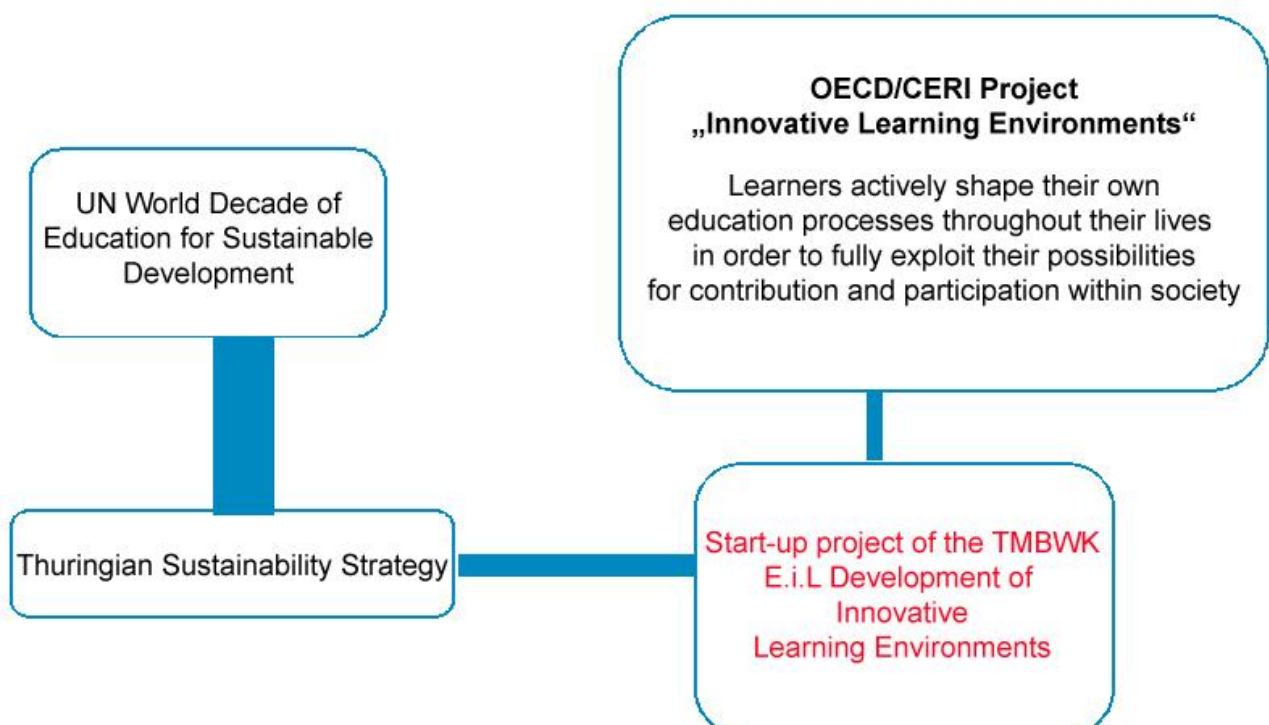 UN World Decade of
Education for Sustainable
Development
OECD/CERI Project
„Innovative Learning Environments“
Learners actively shape their own
education processes throughout their lives
in order to fully exploit their possibilities
for contribution and participation within society
Thuringian Sustainability Strategy
Start-up project of the TMBWK
E.i.L Development of
Innovative
Learning Environments